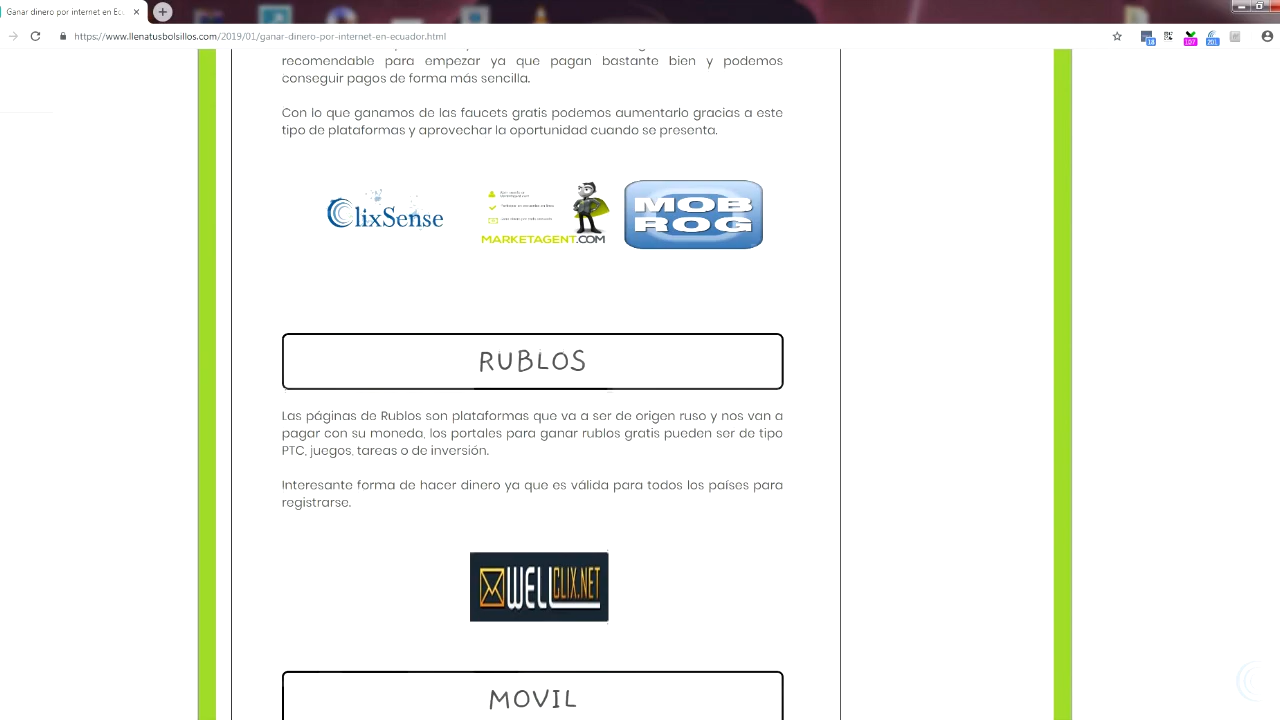 Ganar dinero por internet en Ec
https://www.llenatusbolsillos.com/2019/01/ganar-dinero-por-internet-en-ecuador.html
18
107
201
recomendable para empezar ya que pagan bastante bien y podemos
conseguir pagos de forma más sencilla.
Con lo que ganamos de las faucets gratis podemos aumentarlo gracias a este
tipo de plataformas y aprovechar la oportunidad cuando se presenta.
ClixSense
MARKETAGENT.COM
MOB
ROG
RUBLOS
Las páginas de Rublos son plataformas que va a ser de origen ruso y nos van a
pagar con su moneda, los portales para ganar rublos gratis pueden ser de tipo
PTC, juegos, tareas o de inversión.
Interesante forma de hacer dinero ya que es válida para todos los países para
registrarse.
WELLCLIX.NET
MOVIL